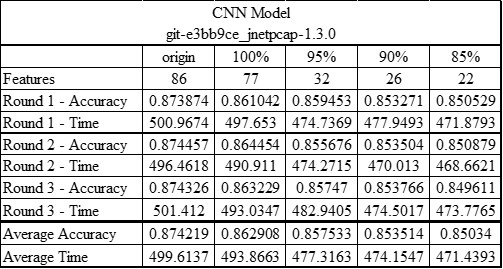 CNN Model
git-e3bb9ce_jnetpcap-1.3.0
origin 100% 95% 90% 85%
Features 86 77 32 26 22
Round 1 - Accuracy 0.873874 0.861042 0.859453 0.853271 0.850529
Round 1 - Time 500.9674 497.653 474.7369 477.9493 471.8793
Round 2 - Accuracy 0.874457 0.864454 0.855676 0.853504 0.850879
Round 2 - Time 496.4618 490.911 474.2715 470.013 468.6621
Round 3 - Accuracy 0.874326 0.863229 0.85747 0.853766 0.849611
Round 3 - Time 501.412 493.0347 482.9405 474.5017 473.7765
Average Accuracy 0.874219 0.862908 0.857533 0.853514 0.85034
Average Time 499.6137 493.8663 477.3163 474.1547 471.4393